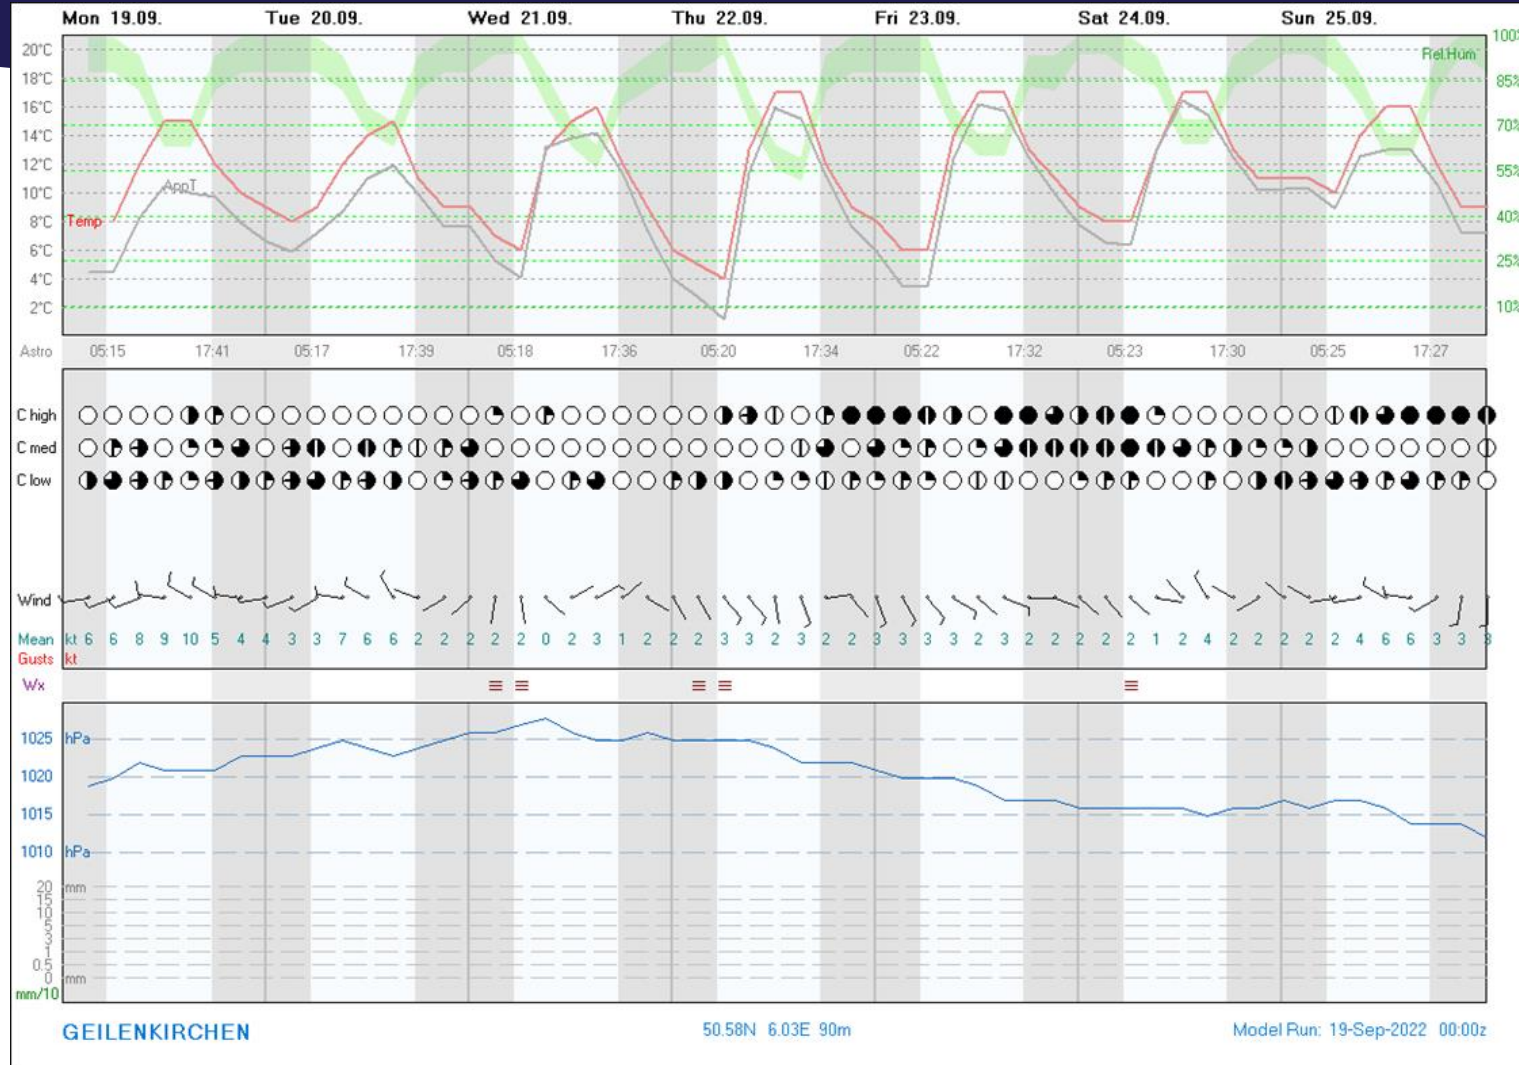 Mon 19.09. Tue 20.09. Wed 21.09. Thu 22.09. Fri 23.09. Sat 24.09. Sun 25.09.
100%
20°C
Rel.Hum
18°C 85%
16°C
14°C 70%
12°C 55%
10°C AppT
8°C Temp 40%
6°C 25%
4°C
2°C 10%
Astro 05:15 17:41 05:17 17:39 05:18 17:36 05:20 17:34 05:22 17:32 05:23 17:30 05:25 17:27
C high
C med
C low
Wind
Mean kt 6 6 8 9 10 5 4 4 3 3 7 6 6 2 2 2 2 2 0 2 3 1 2 2 2 3 3 2 3 2 2 3 3 3 3 2 2 2 2 2 2 2 1 2 4 2 2 2 2 2 4 6 6 3 3 3
Gusts kt
Wx
1025 hPa
1020
1015
1010 hPa
20 mm
15
10
5
3
1
0.5
0 mm
mm/10
GEILENKIRCHEN 50.58N 6.03E 90m Model Run: 19-Sep-2022 00:00z